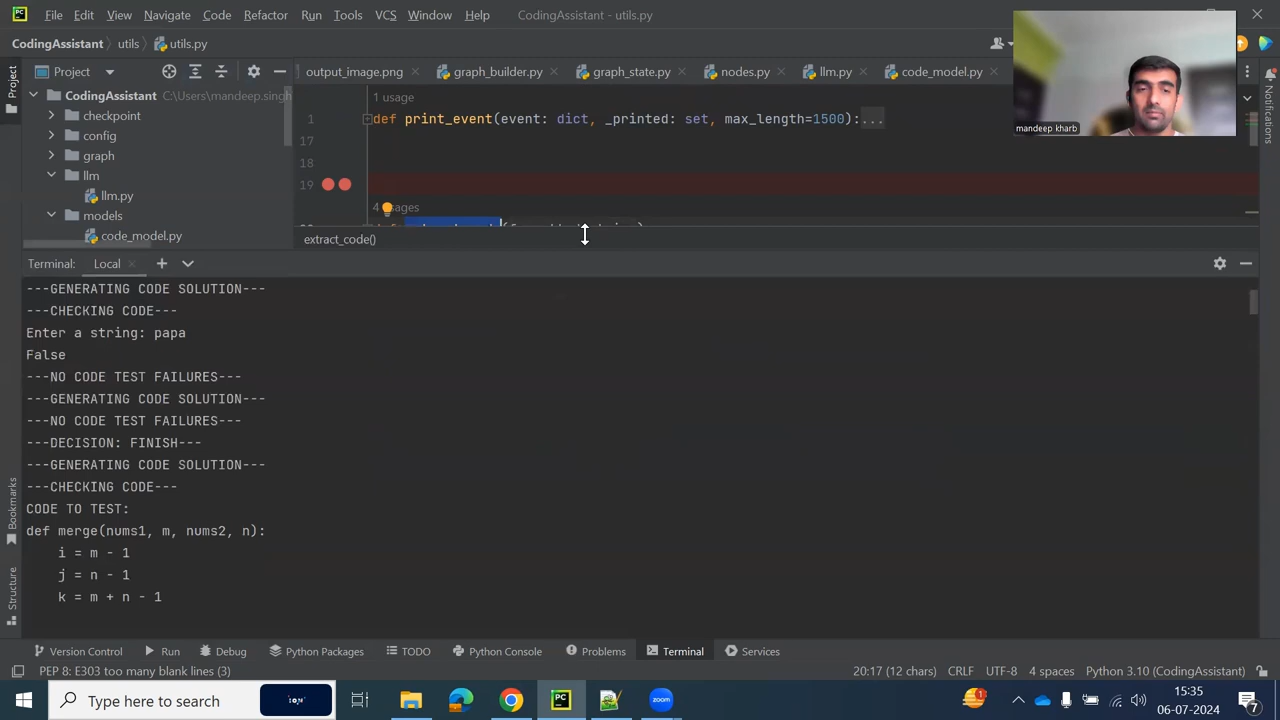 File Edit View Navigate Code Refactor Run Tools VCS Window Help CodingAssistant - utils.py
CodingAssistant utils utils.py
Project
output_image.png graph_builder.py graph_state.py nodes.py llm.py code_model.py
CodingAssistant C:\Users\mandeep.singh
checkpoint
config
graph
llm
llm.py
models
code_model.py
1 usage
1 def print_event(event: dict, _printed: set, max_length=1500):...
17
18
19
4 usages
extract_code()
mandeep kharb
Project
Notifications
Bookmarks
Structure
Terminal: Local
---GENERATING CODE SOLUTION---
---CHECKING CODE---
Enter a string: papa
False
---NO CODE TEST FAILURES---
---GENERATING CODE SOLUTION---
---NO CODE TEST FAILURES---
---DECISION: FINISH---
---GENERATING CODE SOLUTION---
---CHECKING CODE---
CODE TO TEST:
def merge(nums1, m, nums2, n):
i = m - 1
j = n - 1
k = m + n - 1
Version Control Run Debug Python Packages TODO Python Console Problems Terminal Services
PEP 8: E303 too many blank lines (3) 20:17 (12 chars) CRLF UTF-8 4 spaces Python 3.10 (CodingAssistant)
Type here to search
zoom
1
15:35
06-07-2024
7